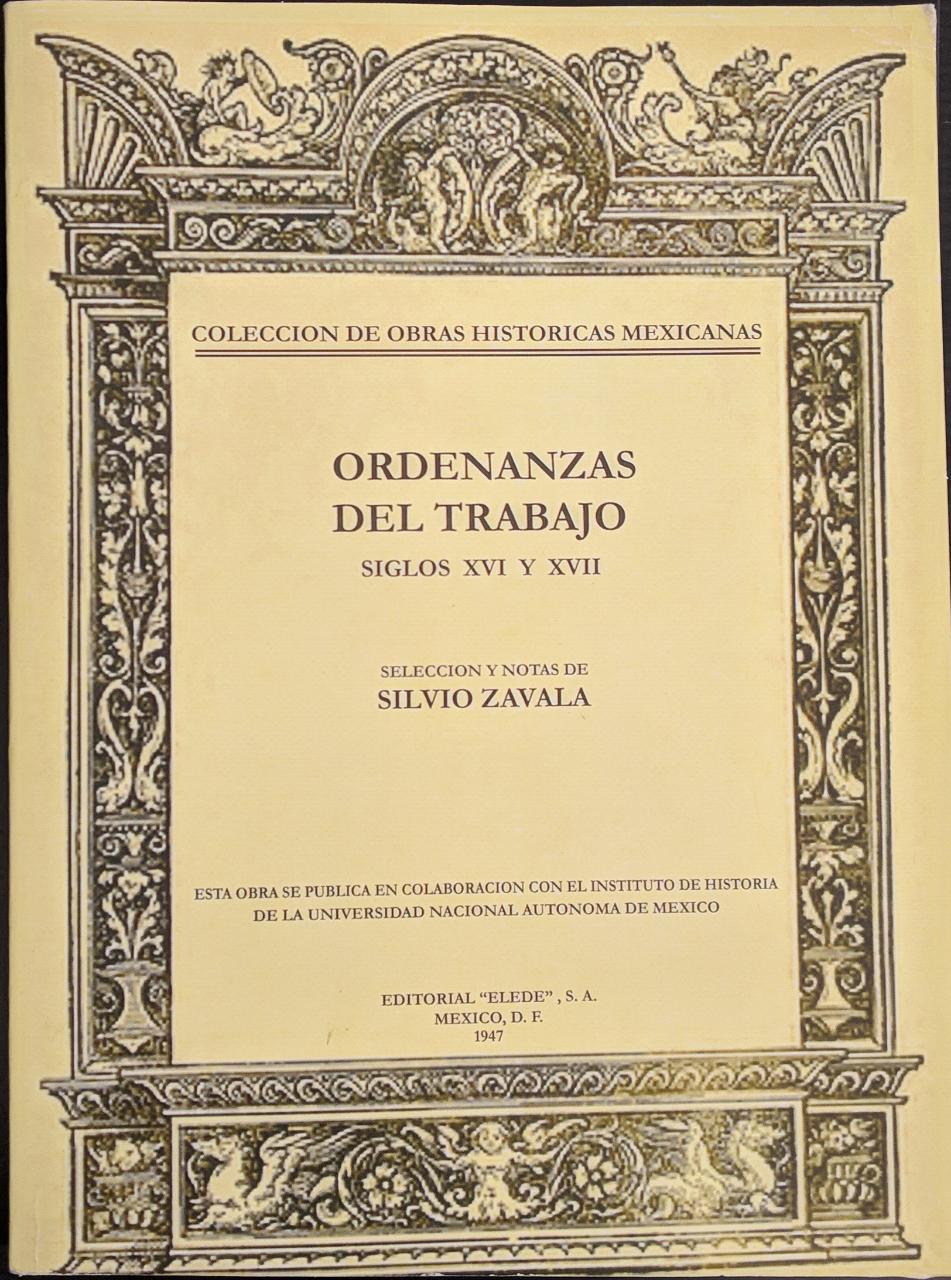 COLECCION DE OBRAS HISTORICAS MEXICANAS
ORDENANZAS
DEL TRABAJO
SIGLOS XVI Y XVII
SELECCION Y NOTAS DE
SILVIO ZAVALA
ESTA OBRA SE PUBLICA EN COLABORACION CON EL INSTITUTO DE HISTORIA
DE LA UNIVERSIDAD NACIONAL AUTONOMA DE MEXICO
EDITORIAL “ELEDE” , S. A.
MEXICO, D. F.
1947